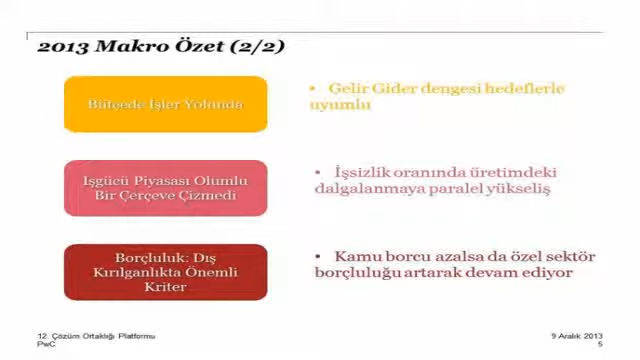 2013 Makro Özet (2/2)
Bütçede İşler Yolunda
• Gelir Gider dengesi hedeflerle
uyumlu
İşgücü Piyasası Olumlu
Bir Çerçeve Çizmedi
• İşsizlik oranında üretimdeki
dalgalanmaya paralel yükseliş
Borçluluk: Dış
Kırılganlıkta Önemli
Kriter
• Kamu borcu azalsa da özel sektör
borçluluğu artarak devam ediyor
12. Çözüm Ortaklığı Platformu
PwC
9 Aralık 2013
5